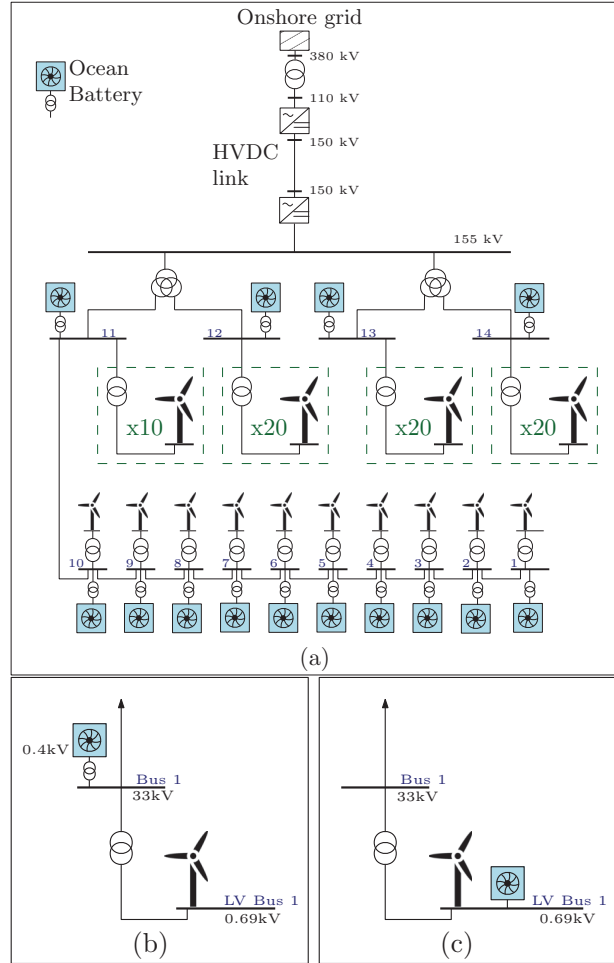 Onshore grid
380 kV
Ocean
Battery
110 kV
150 kV
HVDC
link
150 kV
155 kV
11
12
13
14
x10
x20
x20
x20
10
9
8
7
6
5
4
3
2
1
(a)
0.4kV
Bus 1
33kV
LV Bus 1
0.69kV
(b)
Bus 1
33kV
LV Bus 1
0.69kV
(c)